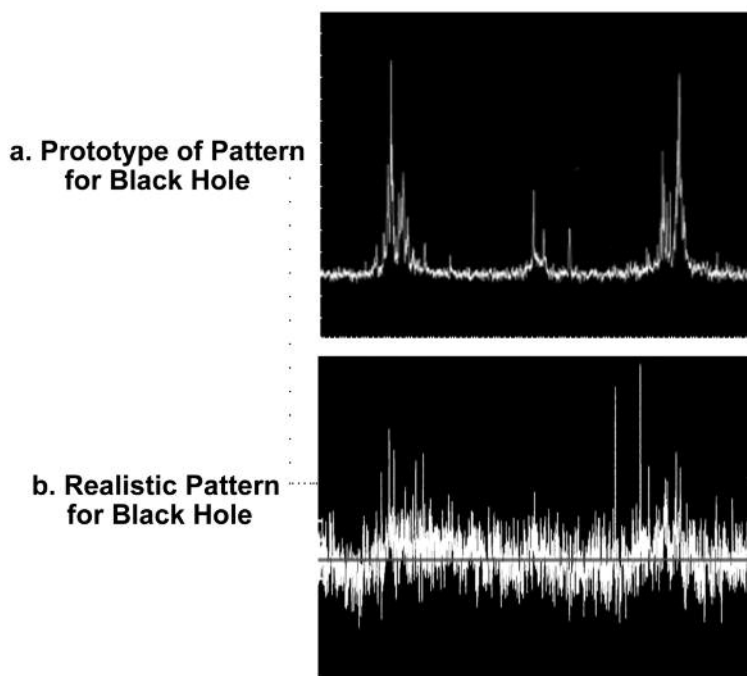 a. Prototype of Pattern
for Black Hole
b. Realistic Pattern
for Black Hole